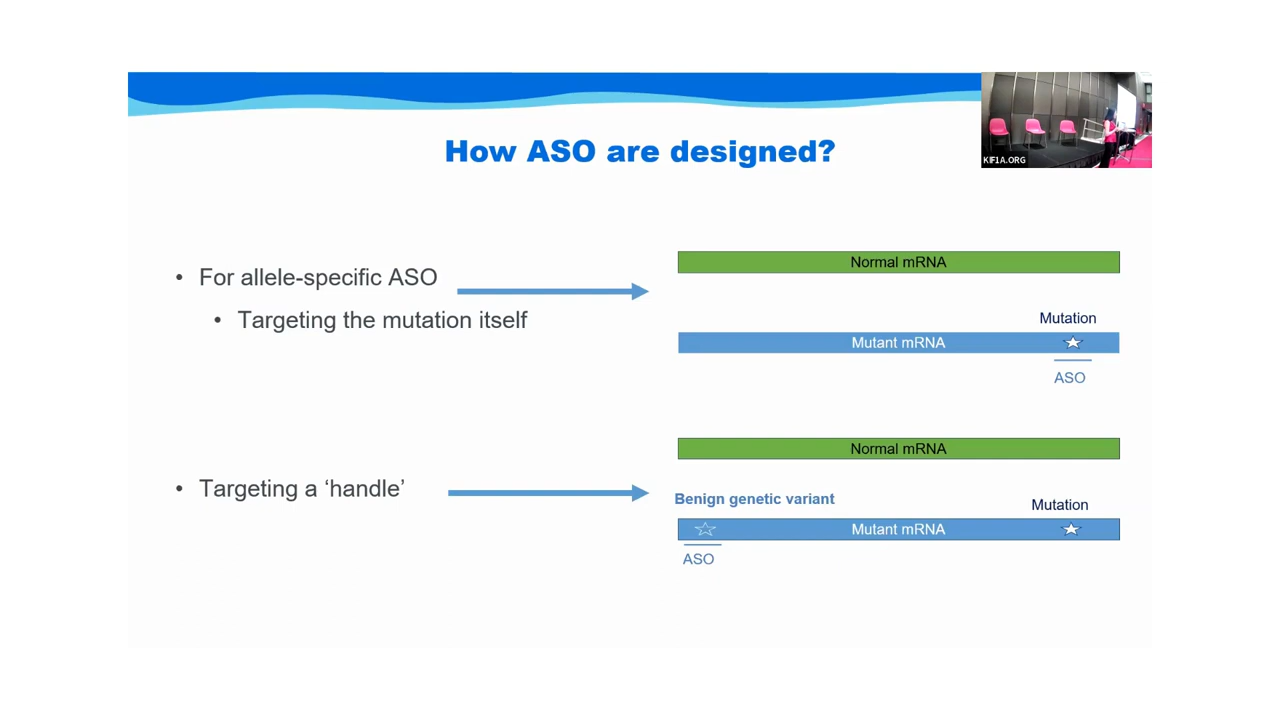 KIF1A.ORG
How ASO are designed?
• For allele-specific ASO
• Targeting the mutation itself
Normal mRNA
Mutation
Mutant mRNA
ASO
• Targeting a ‘handle’
Normal mRNA
Benign genetic variant
Mutation
Mutant mRNA
ASO